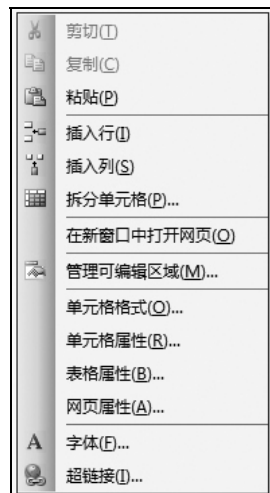 剪切(T)
复制(C)
粘贴(P)
插入行(I)
插入列(S)
拆分单元格(P)...
在新窗口中打开网页(O)
管理可编辑区域(M)...
单元格格式(O)...
单元格属性(R)...
表格属性(B)...
网页属性(A)...
字体(F)...
超链接(I)...